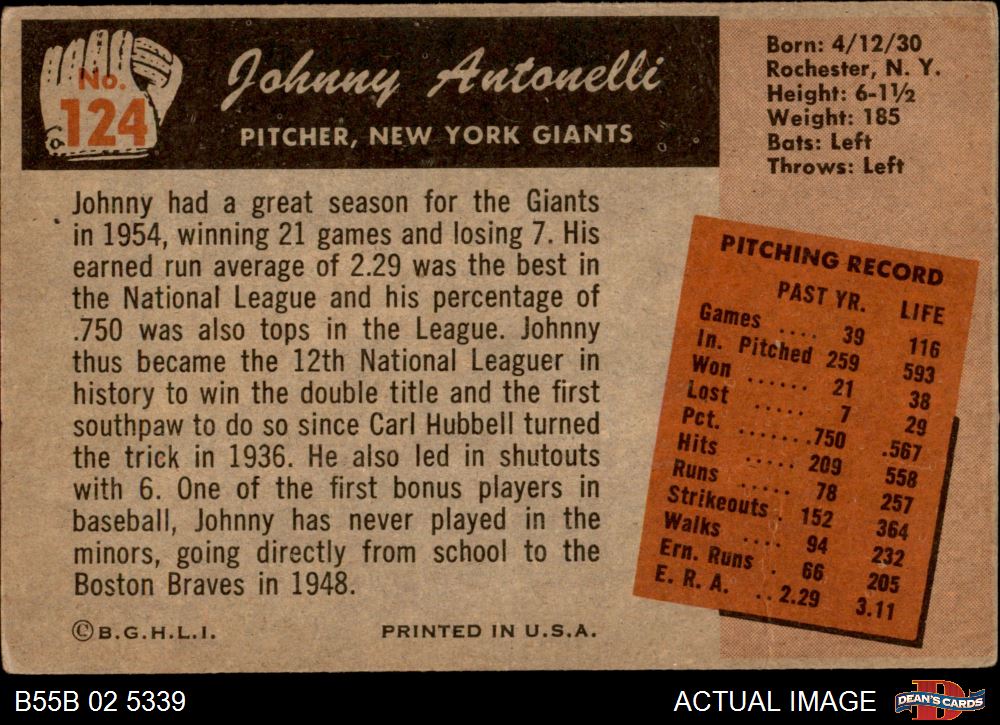 No.
124
Johnny Antonelli
PITCHER, NEW YORK GIANTS
Born: 4/12/30
Rochester, N. Y.
Height: 6-1½
Weight: 185
Bats: Left
Throws: Left
Johnny had a great season for the Giants
in 1954, winning 21 games and losing 7. His
earned run average of 2.29 was the best in
the National League and his percentage of
.750 was also tops in the League. Johnny
thus became the 12th National Leaguer in
history to win the double title and the first
southpaw to do so since Carl Hubbell turned
the trick in 1936. He also led in shutouts
with 6. One of the first bonus players in
baseball, Johnny has never played in the
minors, going directly from school to the
Boston Braves in 1948.
PITCHING RECORD
PAST YR. LIFE
Games .... 39 116
In. Pitched 259 593
Won ...... 21 38
Lost ..... 7 29
Pct. ....... .750 .567
Hits ..... 209 558
Runs ..... 78 257
Strikeouts 152 364
Walks .... 94 232
Ern. Runs . 66 205
E. R. A. .. 2.29 3.11
©B.G.H.L.I. PRINTED IN U.S.A.
B55B 02 5339 ACTUAL IMAGE
D
DEAN'S CARDS